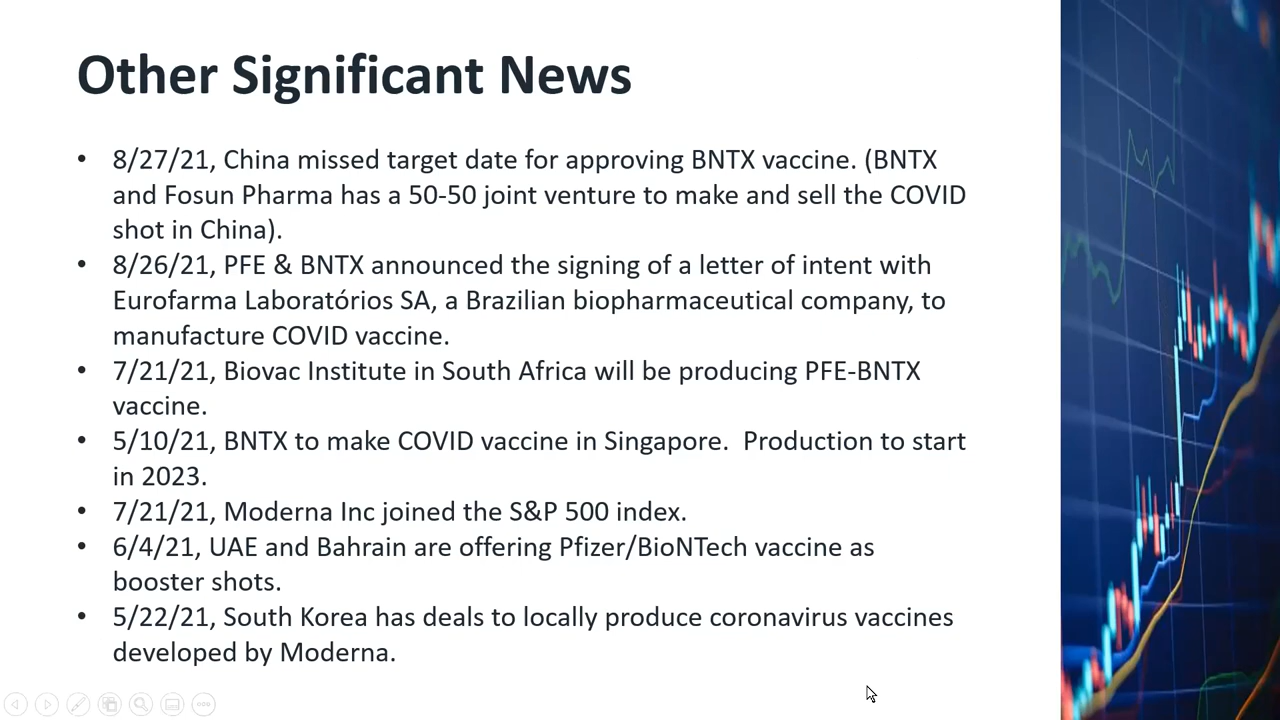 Other Significant News
• 8/27/21, China missed target date for approving BNTX vaccine. (BNTX
and Fosun Pharma has a 50-50 joint venture to make and sell the COVID
shot in China).
• 8/26/21, PFE & BNTX announced the signing of a letter of intent with
Eurofarma Laboratórios SA, a Brazilian biopharmaceutical company, to
manufacture COVID vaccine.
• 7/21/21, Biovac Institute in South Africa will be producing PFE-BNTX
vaccine.
• 5/10/21, BNTX to make COVID vaccine in Singapore.  Production to start
in 2023.
• 7/21/21, Moderna Inc joined the S&P 500 index.
• 6/4/21, UAE and Bahrain are offering Pfizer/BioNTech vaccine as
booster shots.
• 5/22/21, South Korea has deals to locally produce coronavirus vaccines
developed by Moderna.